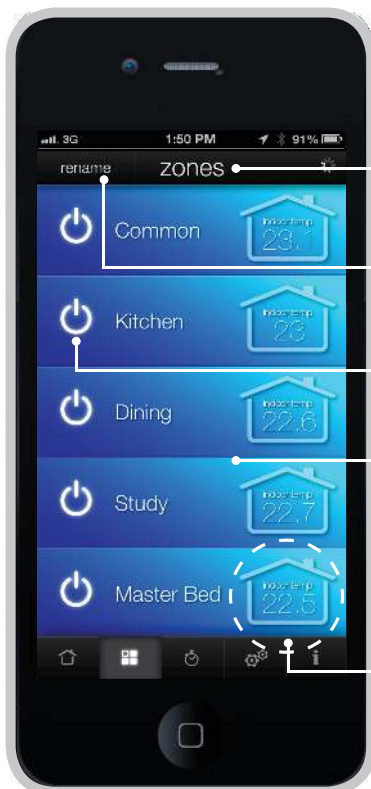 3G 1:50 PM 91%
rename zones
Common
Indoor temp
23.1
Kitchen
Indoor temp
23
Dining
Indoor temp
22.6
Study
Indoor temp
22.7
Master Bed
Indoor temp
22.5
i